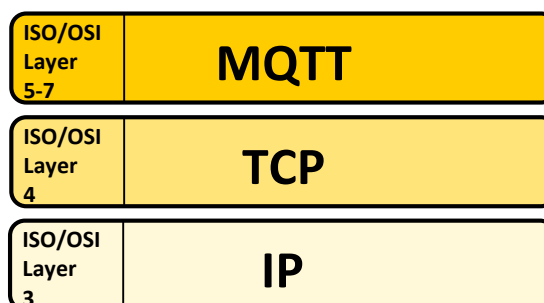 ISO/OSI
Layer
5-7
MQTT
ISO/OSI
Layer
4
TCP
ISO/OSI
Layer
3
IP